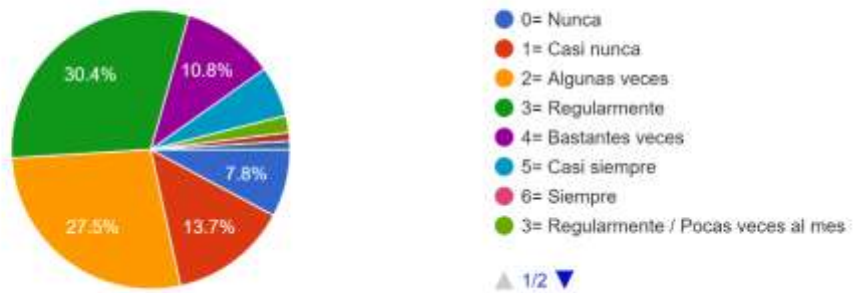 30.4%
10.8%
7.8%
27.5%
13.7%
0= Nunca
1= Casi nunca
2= Algunas veces
3= Regularmente
4= Bastantes veces
5= Casi siempre
6= Siempre
3= Regularmente / Pocas veces al mes
1/2